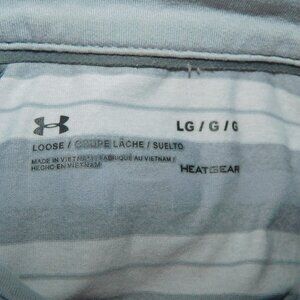 LG / G / G
LOOSE / COUPE LÂCHE / SUELTO
MADE IN VIETNAM / FABRIQUÉ AU VIETNAM /
HECHO EN VIETNAM
HEATGEAR